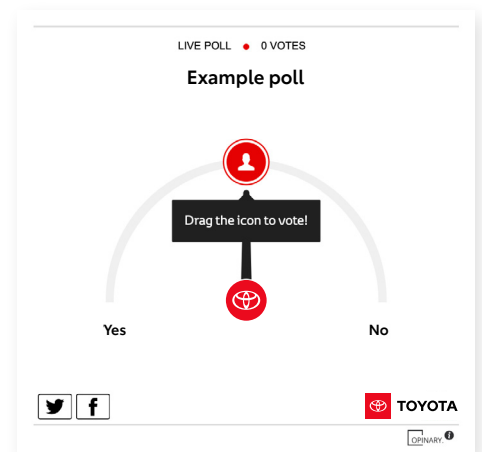 LIVE POLL ● 0 VOTES
Example poll
Drag the icon to vote!
Yes
No
TOYOTA
OPINARY.